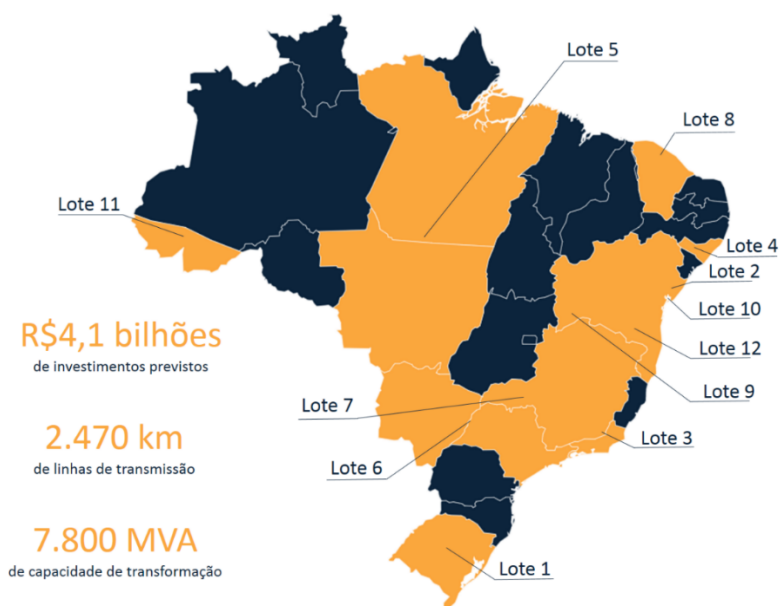 Lote 5
Lote 8
Lote 11
Lote 4
Lote 2
Lote 10
R$4,1 bilhões
de investimentos previstos
Lote 12
Lote 9
Lote 7
Lote 3
2.470 km
de linhas de transmissão
Lote 6
7.800 MVA
de capacidade de transformação
Lote 1